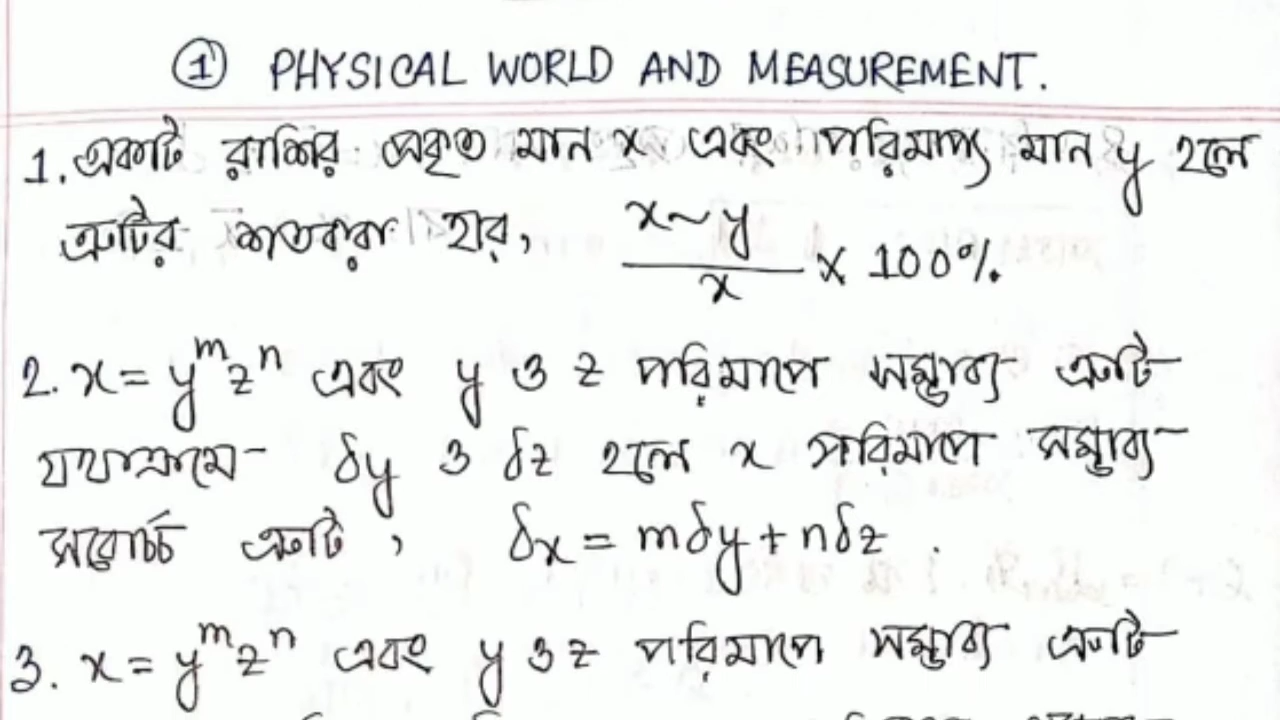 ① PHYSICAL WORLD AND MEASUREMENT.
1. একটি রাশির প্রকৃত মান x এবং পরিমাপ্য মান y হলে
ত্রুটির শতকরা হার, x~y/x × 100%.
2. x = y^m z^n এবং y ও z পরিমাপে সম্ভাব্য ত্রুটি
যথাক্রমে δy ও δz হলে x পরিমাপে সম্ভাব্য
সর্বোচ্চ ত্রুটি, δx = mδy + nδz.
3. x = y^m z^n এবং y ও z পরিমাপে সম্ভাব্য ত্রুটি